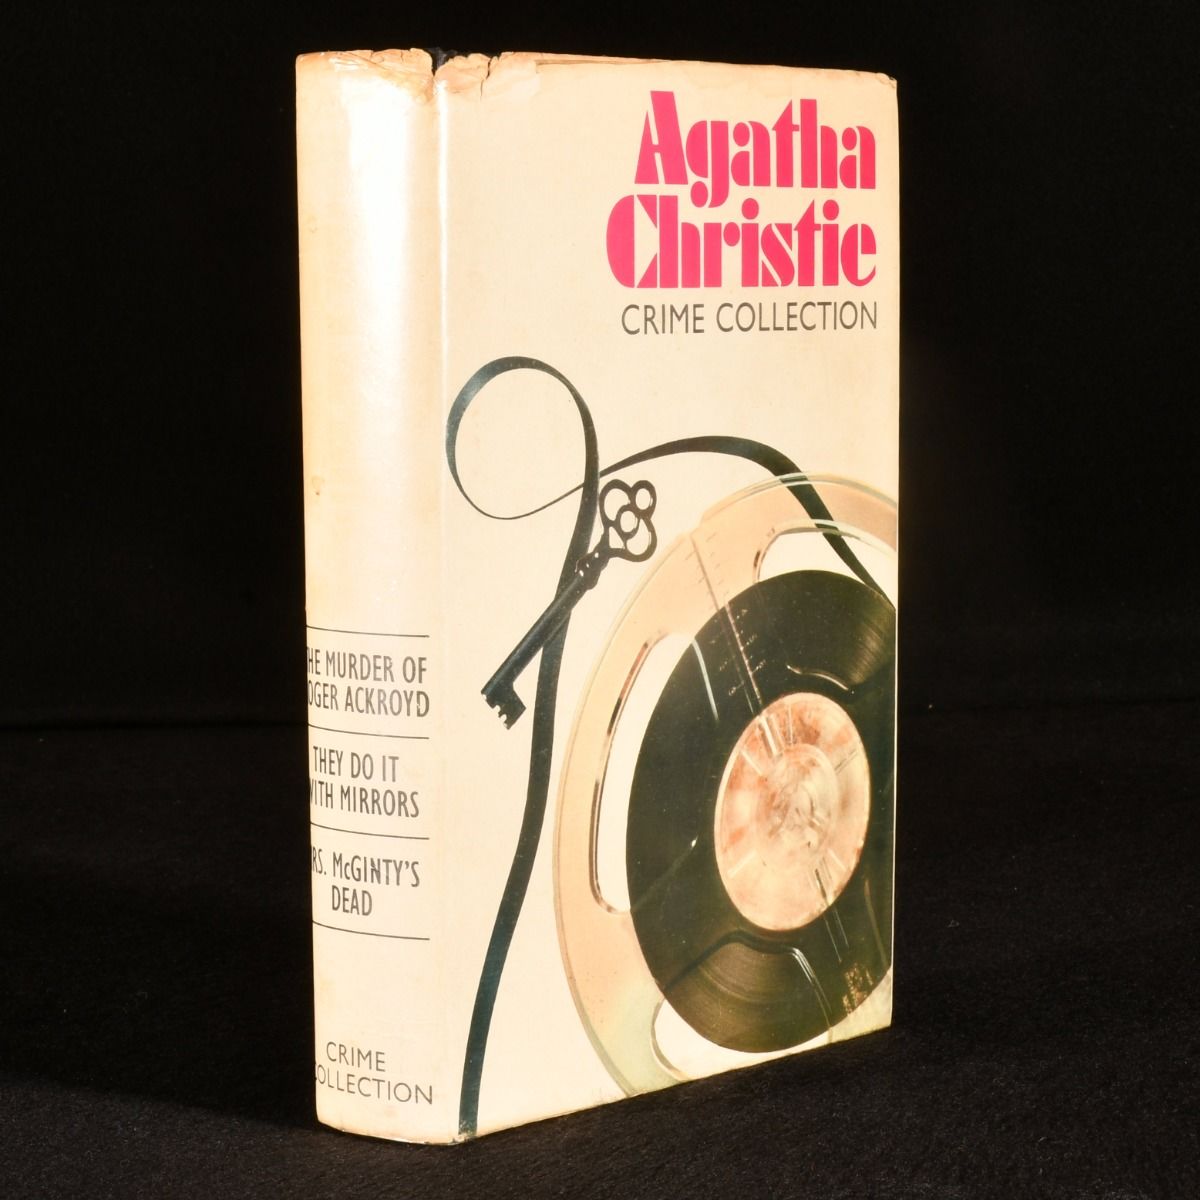 Agatha
Christie
CRIME COLLECTION
HE MURDER OF
OGER ACKROYD
THEY DO IT
WITH MIRRORS
RS. McGINTY'S
DEAD
CRIME
COLLECTION